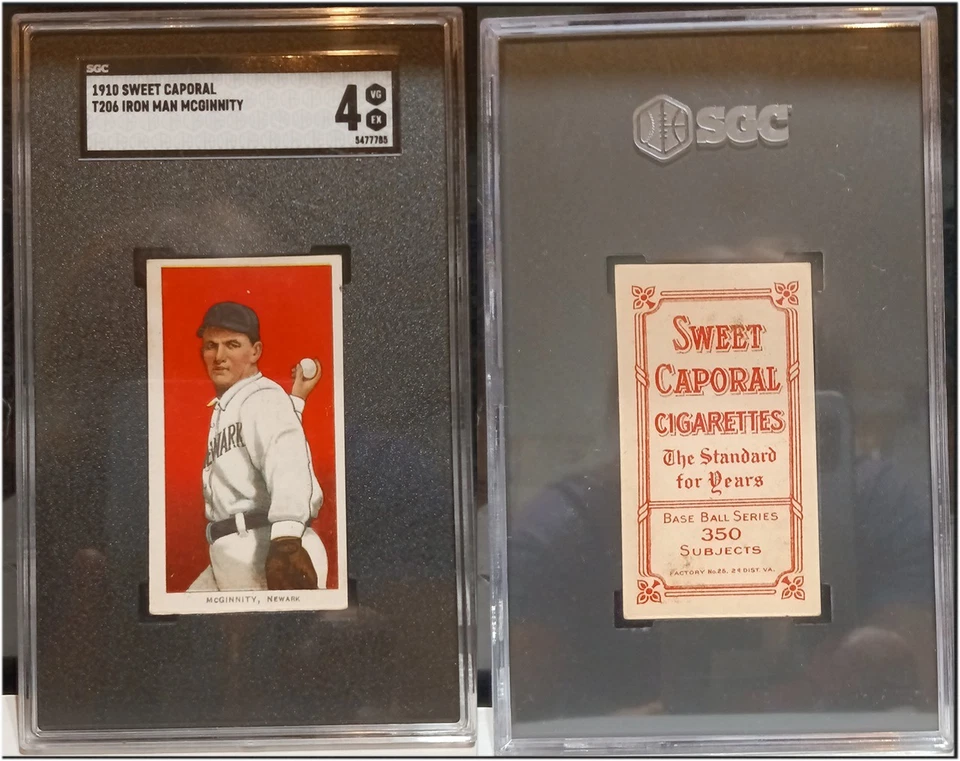 SGC
1910 SWEET CAPORAL
T206 IRON MAN MCGINNITY
4 VG EX
5477785
EWARK
MCGINNITY, NEWARK
SGC
SWEET
CAPORAL
CIGARETTES
The Standard
for Years
BASE BALL SERIES
350
SUBJECTS
FACTORY No. 25, 2d DIST. VA.